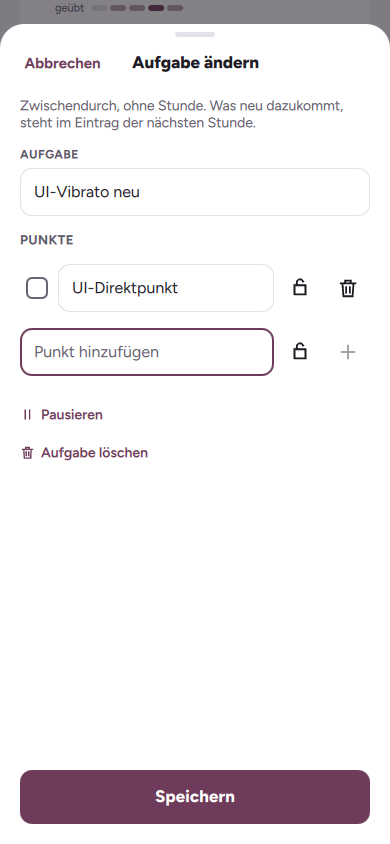 geübt
Abbrechen
Aufgabe ändern
Zwischendurch, ohne Stunde. Was neu dazukommt,
steht im Eintrag der nächsten Stunde.
AUFGABE
UI-Vibrato neu
PUNKTE
UI-Direktpunkt
Punkt hinzufügen
Pausieren
Aufgabe löschen
Speichern